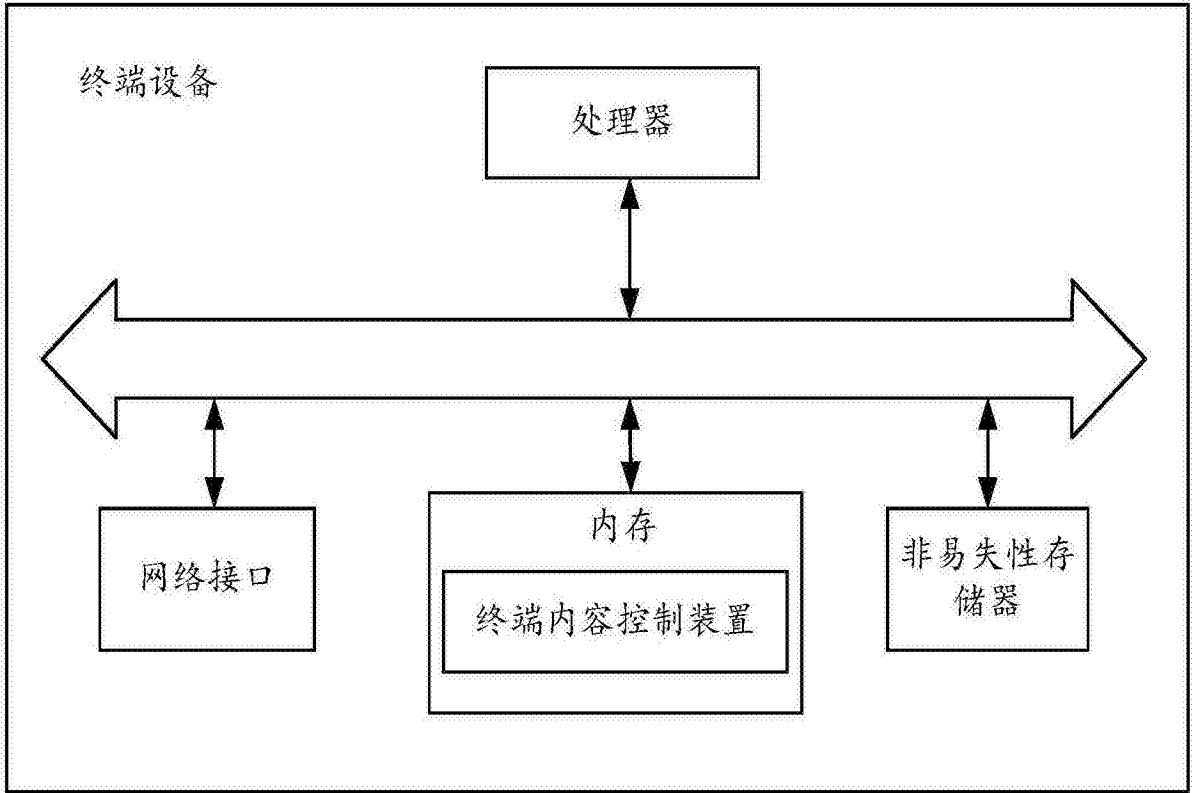 终端设备
处理器
网络接口
内存
终端内容控制装置
非易失性存
储器